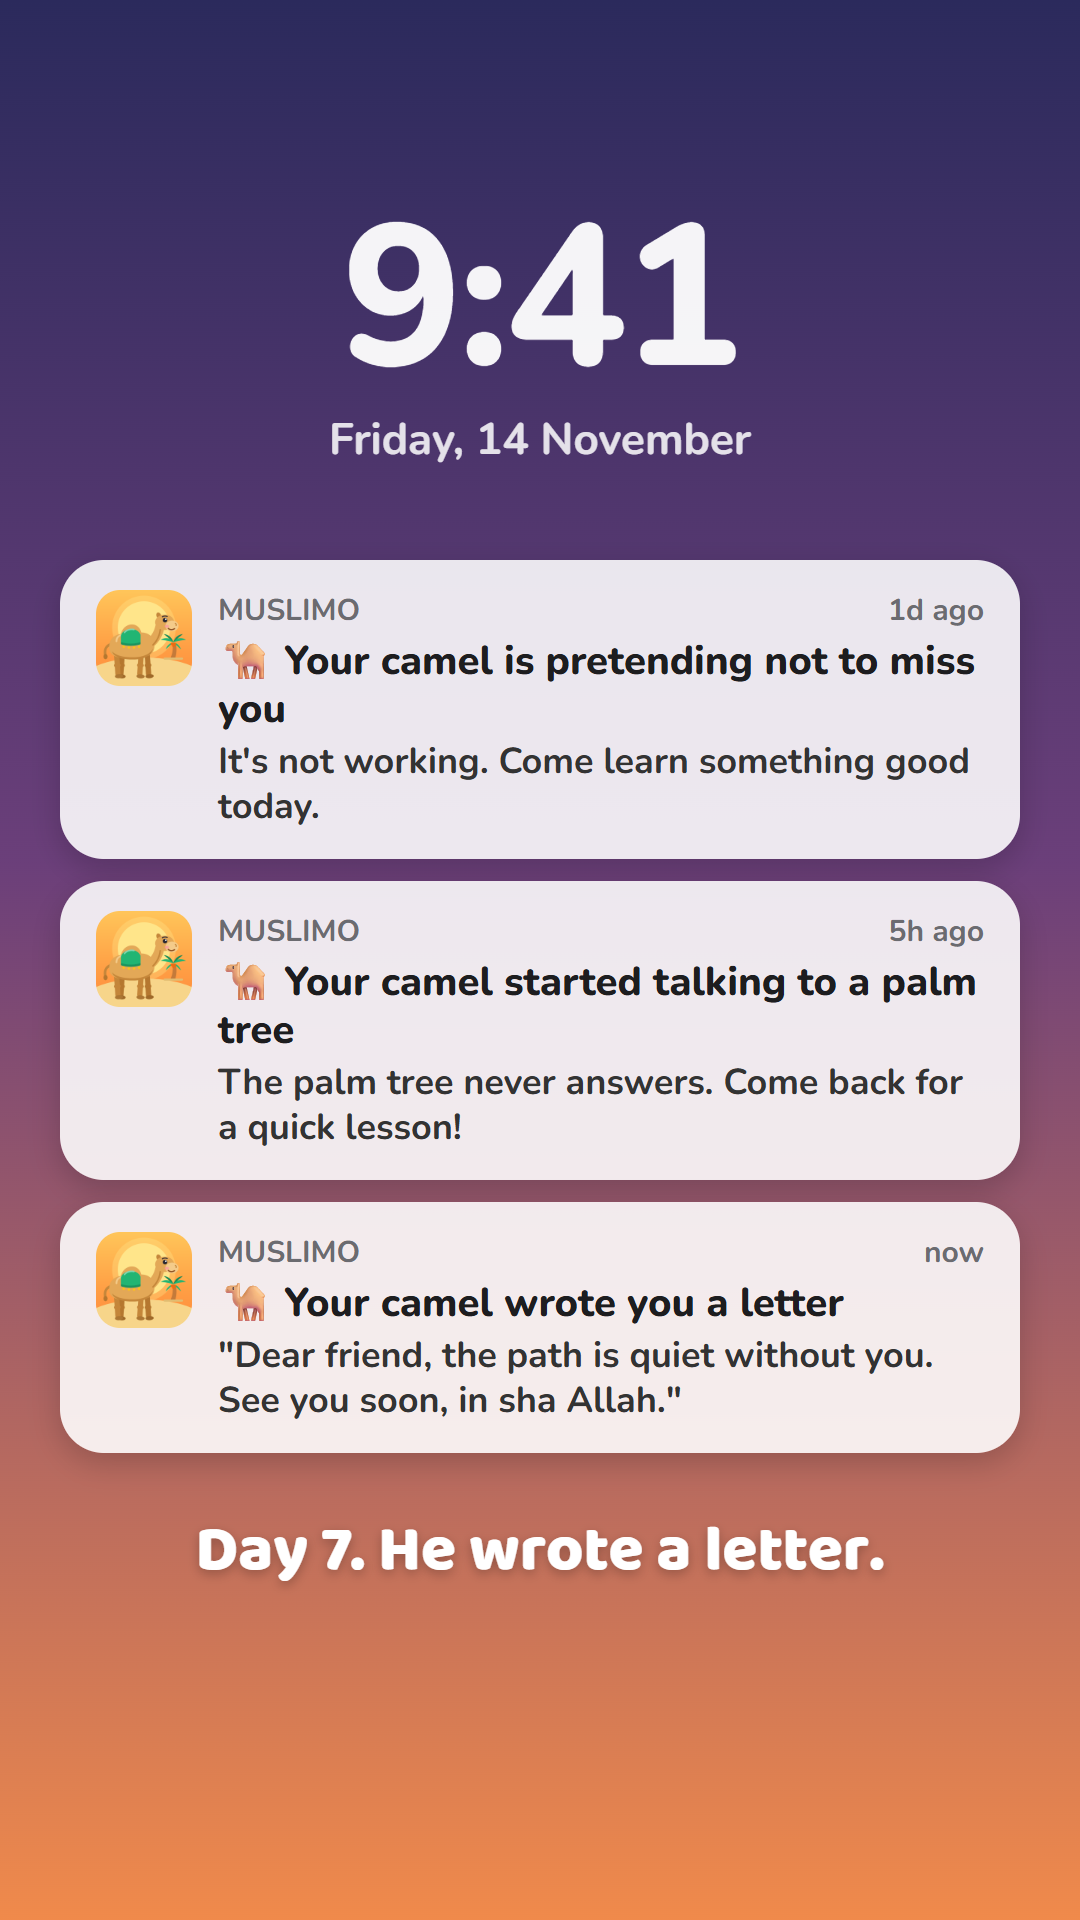 9:41
Friday, 14 November
MUSLIMO 1d ago
🐪 Your camel is pretending not to miss
you
It's not working. Come learn something good
today.
MUSLIMO 5h ago
🐪 Your camel started talking to a palm
tree
The palm tree never answers. Come back for
a quick lesson!
MUSLIMO now
🐪 Your camel wrote you a letter
"Dear friend, the path is quiet without you.
See you soon, in sha Allah."
Day 7. He wrote a letter.